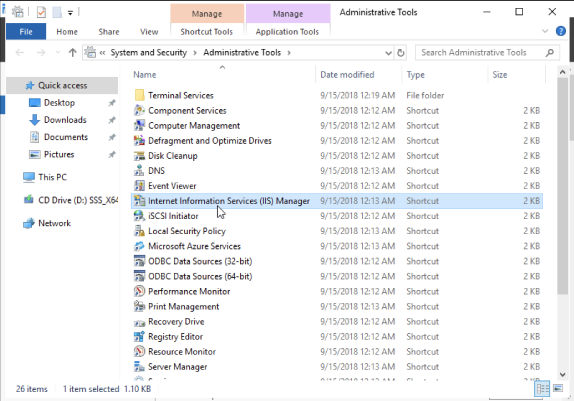 Manage Manage Administrative Tools
File Home Share View Shortcut Tools Application Tools
« System and Security > Administrative Tools > Search Administrative Tools
Name Date modified Type Size
Quick access
Desktop
Downloads
Documents
Pictures
This PC
CD Drive (D:) SSS_X64
Network
Terminal Services 9/15/2018 12:19 AM File folder
Component Services 9/15/2018 12:12 AM Shortcut 2 KB
Computer Management 9/15/2018 12:12 AM Shortcut 2 KB
Defragment and Optimize Drives 9/15/2018 12:12 AM Shortcut 2 KB
Disk Cleanup 9/15/2018 12:12 AM Shortcut 2 KB
DNS 9/15/2018 12:13 AM Shortcut 2 KB
Event Viewer 9/15/2018 12:12 AM Shortcut 2 KB
Internet Information Services (IIS) Manager 9/15/2018 12:13 AM Shortcut 2 KB
iSCSI Initiator 9/15/2018 12:12 AM Shortcut 2 KB
Local Security Policy 9/15/2018 12:13 AM Shortcut 2 KB
Microsoft Azure Services 9/15/2018 12:13 AM Shortcut 2 KB
ODBC Data Sources (32-bit) 9/15/2018 12:12 AM Shortcut 2 KB
ODBC Data Sources (64-bit) 9/15/2018 12:12 AM Shortcut 2 KB
Performance Monitor 9/15/2018 12:12 AM Shortcut 2 KB
Print Management 9/15/2018 12:13 AM Shortcut 2 KB
Recovery Drive 9/15/2018 12:13 AM Shortcut 2 KB
Registry Editor 9/15/2018 12:12 AM Shortcut 2 KB
Resource Monitor 9/15/2018 12:12 AM Shortcut 2 KB
Server Manager 9/15/2018 12:12 AM Shortcut 2 KB
26 items 1 item selected 1.10 KB